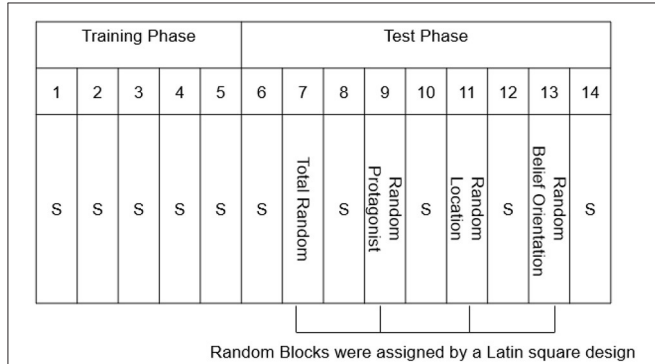 Training Phase
Test Phase
1
2
3
4
5
6
7
8
9
10
11
12
13
14
S
S
S
S
S
S
Total Random
S
Random
Protagonist
S
Random
Location
S
Random
Belief Orientation
S
Random Blocks were assigned by a Latin square design